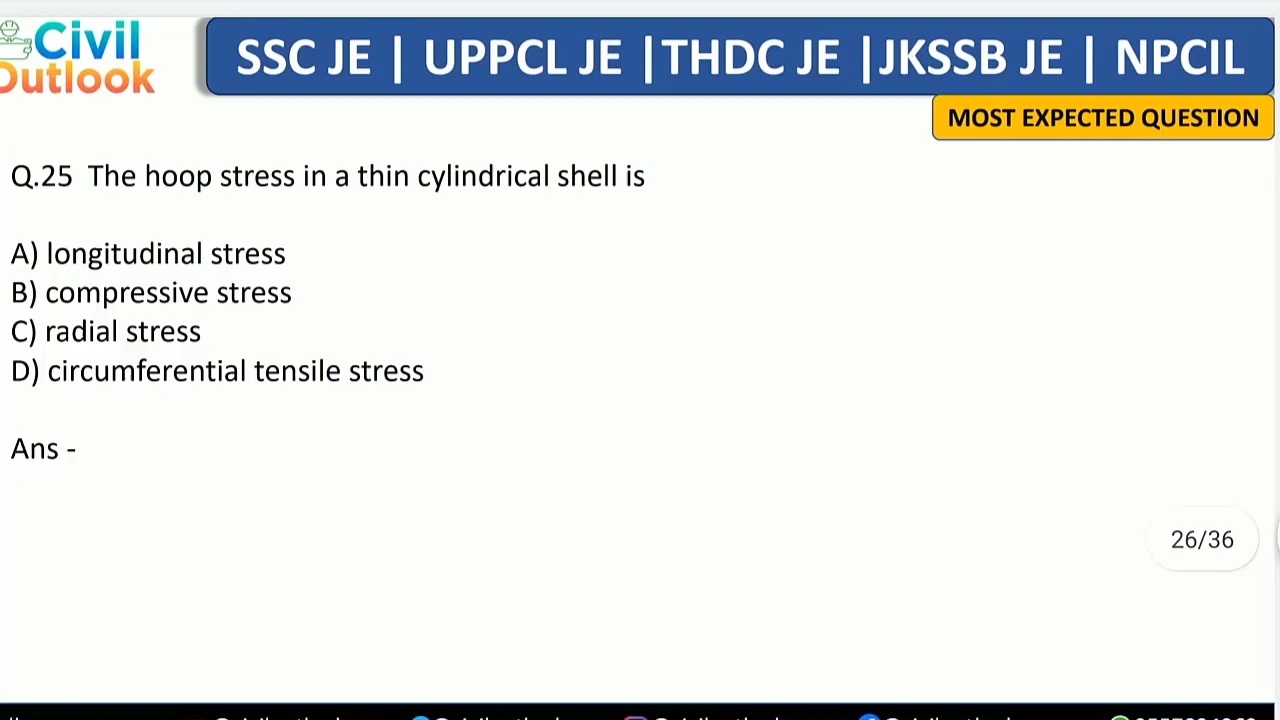 Civil
Outlook
SSC JE | UPPCL JE |THDC JE |JKSSB JE | NPCIL
MOST EXPECTED QUESTION
Q.25 The hoop stress in a thin cylindrical shell is
A) longitudinal stress
B) compressive stress
C) radial stress
D) circumferential tensile stress
Ans -
26/36